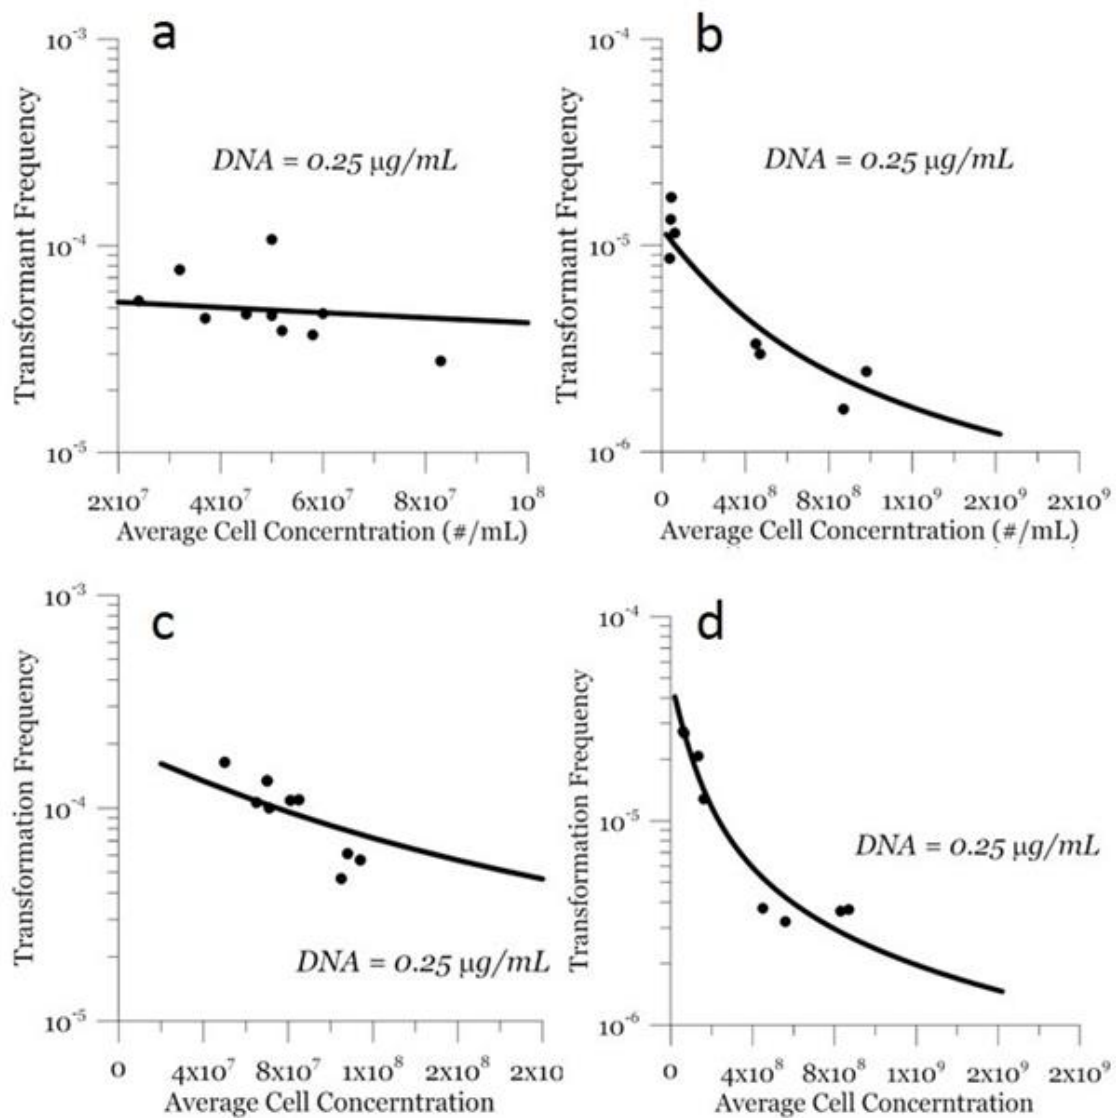 a
10⁻³
10⁻⁴
10⁻⁵
Transformant Frequency
DNA = 0.25 µg/mL
2x10⁷ 4x10⁷ 6x10⁷ 8x10⁷ 10⁸
Average Cell Concerntration (#/mL)
b
10⁻⁴
10⁻⁵
10⁻⁶
Transformant Frequency
DNA = 0.25 µg/mL
0 4x10⁸ 8x10⁸ 1x10⁹ 2x10⁹ 2x10⁹
Average Cell Concerntration (#/mL)
c
10⁻³
10⁻⁴
10⁻⁵
Transformation Frequency
DNA = 0.25 µg/mL
0 4x10⁷ 8x10⁷ 1x10⁸ 2x10⁸ 2x10
Average Cell Concerntration
d
10⁻⁴
10⁻⁵
10⁻⁶
Transformation Frequency
DNA = 0.25 µg/mL
0 4x10⁸ 8x10⁸ 1x10⁹ 2x10⁹ 2x10⁹
Average Cell Concerntration